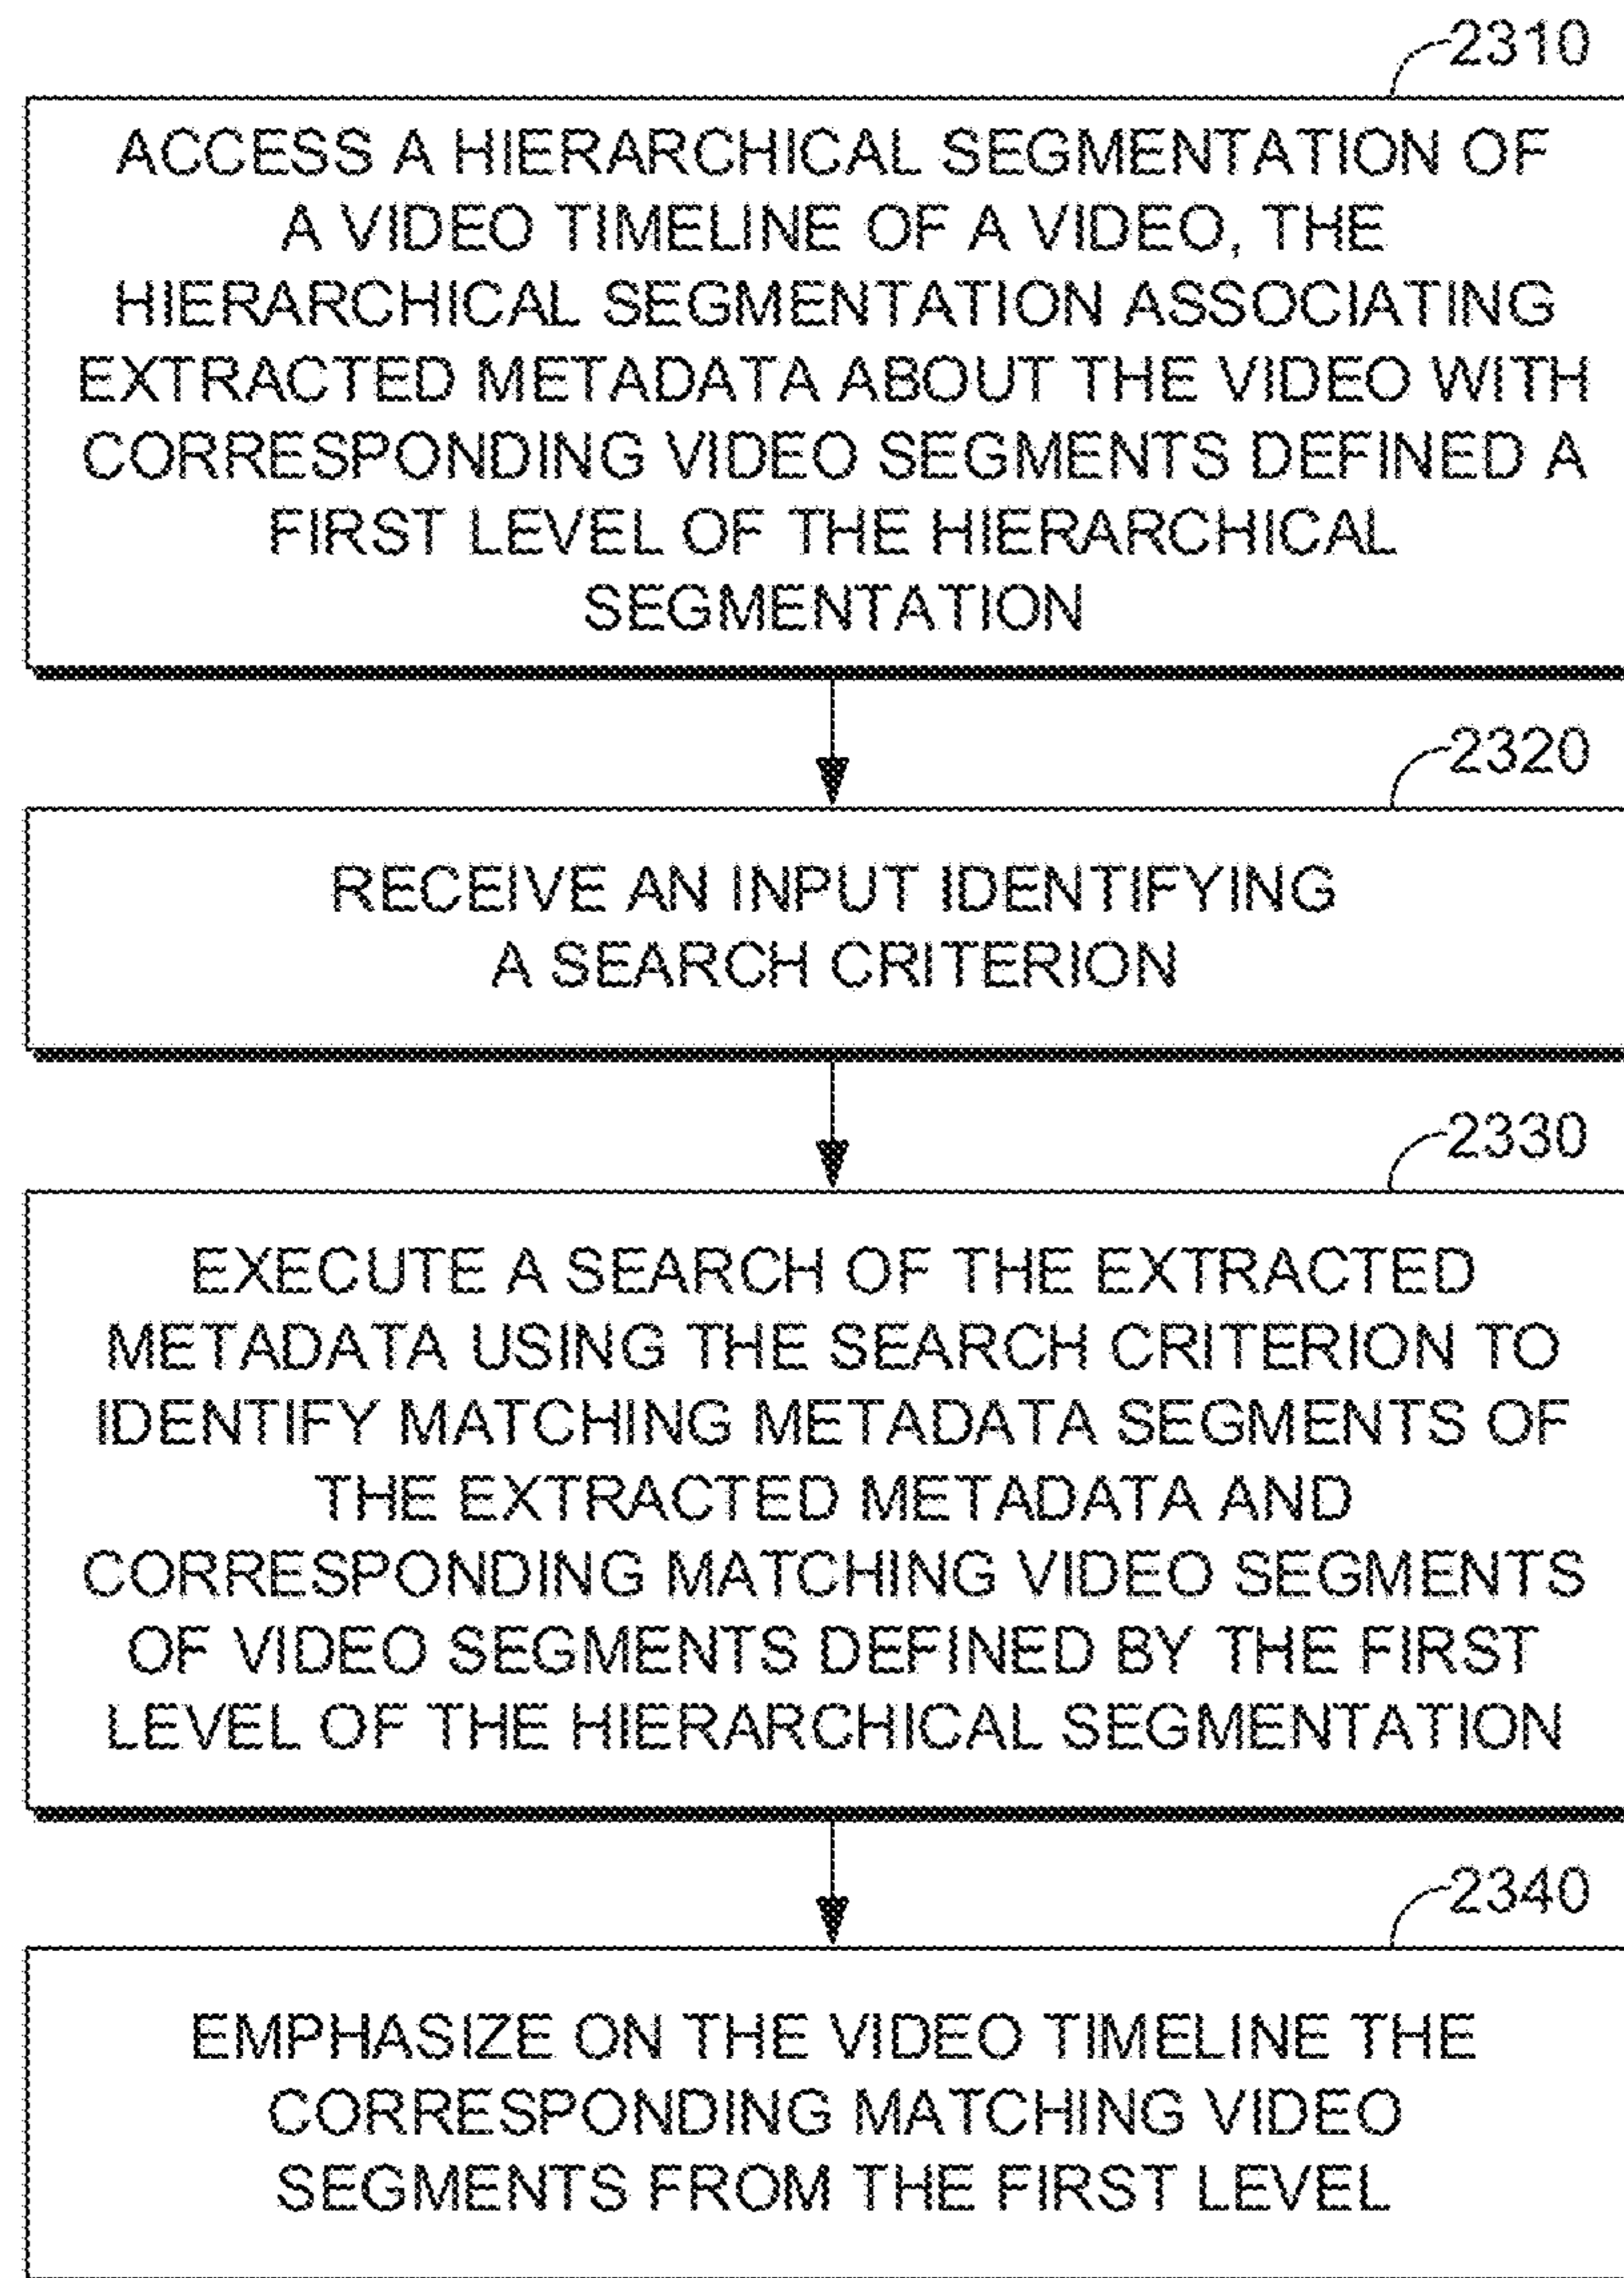 2310
ACCESS A HIERARCHICAL SEGMENTATION OF
A VIDEO TIMELINE OF A VIDEO, THE
HIERARCHICAL SEGMENTATION ASSOCIATING
EXTRACTED METADATA ABOUT THE VIDEO WITH
CORRESPONDING VIDEO SEGMENTS DEFINED A
FIRST LEVEL OF THE HIERARCHICAL
SEGMENTATION
2320
RECEIVE AN INPUT IDENTIFYING
A SEARCH CRITERION
2330
EXECUTE A SEARCH OF THE EXTRACTED
METADATA USING THE SEARCH CRITERION TO
IDENTIFY MATCHING METADATA SEGMENTS OF
THE EXTRACTED METADATA AND
CORRESPONDING MATCHING VIDEO SEGMENTS
OF VIDEO SEGMENTS DEFINED BY THE FIRST
LEVEL OF THE HIERARCHICAL SEGMENTATION
2340
EMPHASIZE ON THE VIDEO TIMELINE THE
CORRESPONDING MATCHING VIDEO
SEGMENTS FROM THE FIRST LEVEL